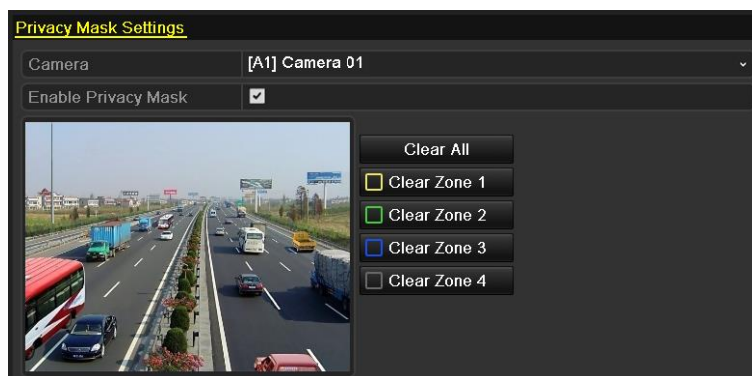 Privacy Mask Settings
Camera
[A1] Camera 01
Enable Privacy Mask
Clear All
Clear Zone 1
Clear Zone 2
Clear Zone 3
Clear Zone 4